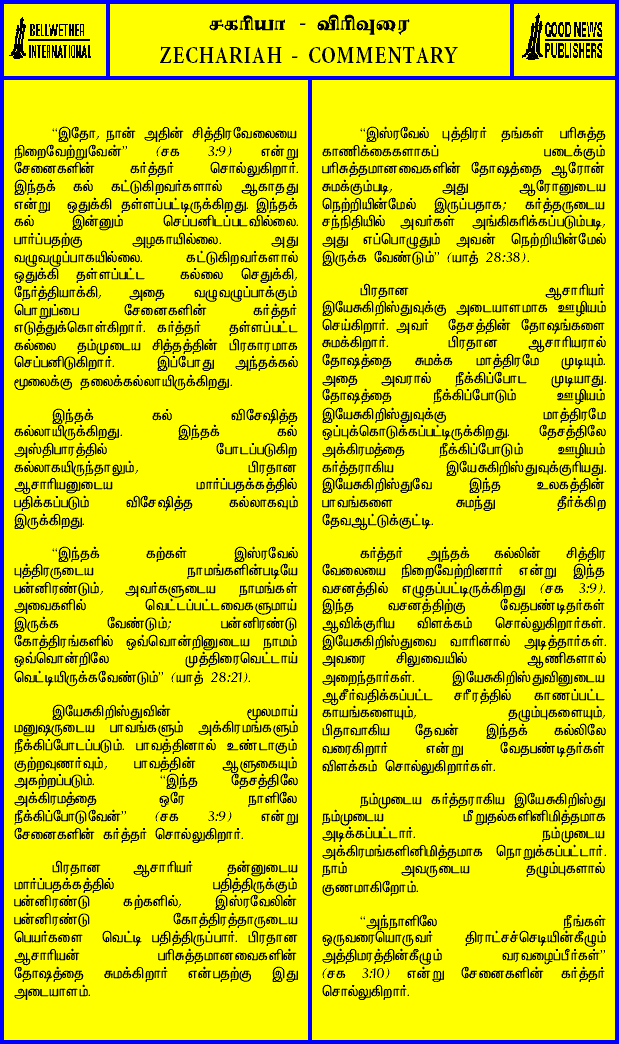 BELLWETHER
INTERNATIONAL
சகரியா - விரிவுரை
ZECHARIAH - COMMENTARY
GOOD NEWS
PUBLISHERS
“இதோ, நான் அதின் சித்திரவேலையை
நிறைவேற்றுவேன்” (சக 3:9) என்று
சேனைகளின் கர்த்தர் சொல்லுகிறார்.
இந்தக் கல் கட்டுகிறவர்களால் ஆகாதது
என்று ஒதுக்கி தள்ளப்பட்டிருக்கிறது. இந்தக்
கல் இன்னும் செப்பனிடப்படவில்லை.
பார்ப்பதற்கு அழகாயில்லை. அது
வழுவழுப்பாகயில்லை. கட்டுகிறவர்களால்
ஒதுக்கி தள்ளப்பட்ட கல்லை செதுக்கி,
நேர்த்தியாக்கி, அதை வழுவழுப்பாக்கும்
பொறுப்பை சேனைகளின் கர்த்தர்
எடுத்துக்கொள்கிறார். கர்த்தர் தள்ளப்பட்ட
கல்லை தம்முடைய சித்தத்தின் பிரகாரமாக
செப்பனிடுகிறார். இப்போது அந்தக்கல்
மூலைக்கு தலைக்கல்லாயிருக்கிறது.
இந்தக் கல் விசேஷித்த
கல்லாயிருக்கிறது. இந்தக் கல்
அஸ்திபாரத்தில் போடப்படுகிற
கல்லாகயிருந்தாலும், பிரதான
ஆசாரியனுடைய மார்ப்பதக்கத்தில்
பதிக்கப்படும் விசேஷித்த கல்லாகவும்
இருக்கிறது.
“இந்தக் கற்கள் இஸ்ரவேல்
புத்திரருடைய நாமங்களின்படியே
பன்னிரண்டும், அவர்களுடைய நாமங்கள்
அவைகளில் வெட்டப்பட்டவைகளுமாய்
இருக்க வேண்டும்; பன்னிரண்டு
கோத்திரங்களில் ஒவ்வொன்றினுடைய நாமம்
ஒவ்வொன்றிலே முத்திரைவெட்டாய்
வெட்டியிருக்கவேண்டும்” (யாத் 28:21).
இயேசுகிறிஸ்துவின் மூலமாய்
மனுஷருடைய பாவங்களும் அக்கிரமங்களும்
நீக்கிப்போடப்படும். பாவத்தினால் உண்டாகும்
குற்றவுணர்வும், பாவத்தின் ஆளுகையும்
அகற்றப்படும். “இந்த தேசத்திலே
அக்கிரமத்தை ஒரே நாளிலே
நீக்கிப்போடுவேன்” (சக 3:9) என்று
சேனைகளின் கர்த்தர் சொல்லுகிறார்.
பிரதான ஆசாரியர் தன்னுடைய
மார்ப்பதக்கத்தில் பதித்திருக்கும்
பன்னிரண்டு கற்களில், இஸ்ரவேலின்
பன்னிரண்டு கோத்திரத்தாருடைய
பெயர்களை வெட்டி பதித்திருப்பார். பிரதான
ஆசாரியன் பரிசுத்தமானவைகளின்
தோஷத்தை சுமக்கிறார் என்பதற்கு இது
அடையாளம்.
“இஸ்ரவேல் புத்திரர் தங்கள் பரிசுத்த
காணிக்கைகளாகப் படைக்கும்
பரிசுத்தமானவைகளின் தோஷத்தை ஆரோன்
சுமக்கும்படி, அது ஆரோனுடைய
நெற்றியின்மேல் இருப்பதாக; கர்த்தருடைய
சந்நிதியில் அவர்கள் அங்கிகரிக்கப்படும்படி,
அது எப்பொழுதும் அவன் நெற்றியின்மேல்
இருக்க வேண்டும்” (யாத் 28:38).
பிரதான ஆசாரியர்
இயேசுகிறிஸ்துவுக்கு அடையாளமாக ஊழியம்
செய்கிறார். அவர் தேசத்தின் தோஷங்களை
சுமக்கிறார். பிரதான ஆசாரியரால்
தோஷத்தை சுமக்க மாத்திரமே முடியும்.
அதை அவரால் நீக்கிப்போட முடியாது.
தோஷத்தை நீக்கிப்போடும் ஊழியம்
இயேசுகிறிஸ்துவுக்கு மாத்திரமே
ஒப்புக்கொடுக்கப்பட்டிருக்கிறது. தேசத்திலே
அக்கிரமத்தை நீக்கிப்போடும் ஊழியம்
கர்த்தராகிய இயேசுகிறிஸ்துவுக்குரியது.
இயேசுகிறிஸ்துவே இந்த உலகத்தின்
பாவங்களை சுமந்து தீர்க்கிற
தேவஆட்டுக்குட்டி.
கர்த்தர் அந்தக் கல்லின் சித்திர
வேலையை நிறைவேற்றினார் என்று இந்த
வசனத்தில் எழுதப்பட்டிருக்கிறது (சக 3:9).
இந்த வசனத்திற்கு வேதபண்டிதர்கள்
ஆவிக்குரிய விளக்கம் சொல்லுகிறார்கள்.
இயேசுகிறிஸ்துவை வாரினால் அடித்தார்கள்.
அவரை சிலுவையில் ஆணிகளால்
அறைந்தார்கள். இயேசுகிறிஸ்துவினுடைய
ஆசீர்வதிக்கப்பட்ட சரீரத்தில் காணப்பட்ட
காயங்களையும், தழும்புகளையும்,
பிதாவாகிய தேவன் இந்தக் கல்லிலே
வரைகிறார் என்று வேதபண்டிதர்கள்
விளக்கம் சொல்லுகிறார்கள்.
நம்முடைய கர்த்தராகிய இயேசுகிறிஸ்து
நம்முடைய மீறுதல்களினிமித்தமாக
அடிக்கப்பட்டார். நம்முடைய
அக்கிரமங்களினிமித்தமாக நொறுக்கப்பட்டார்.
நாம் அவருடைய தழும்புகளால்
குணமாகிறோம்.
“அந்நாளிலே நீங்கள்
ஒருவரையொருவர் திராட்சச்செடியின்கீழும்
அத்திமரத்தின்கீழும் வரவழைப்பீர்கள்”
(சக 3:10) என்று சேனைகளின் கர்த்தர்
சொல்லுகிறார்.